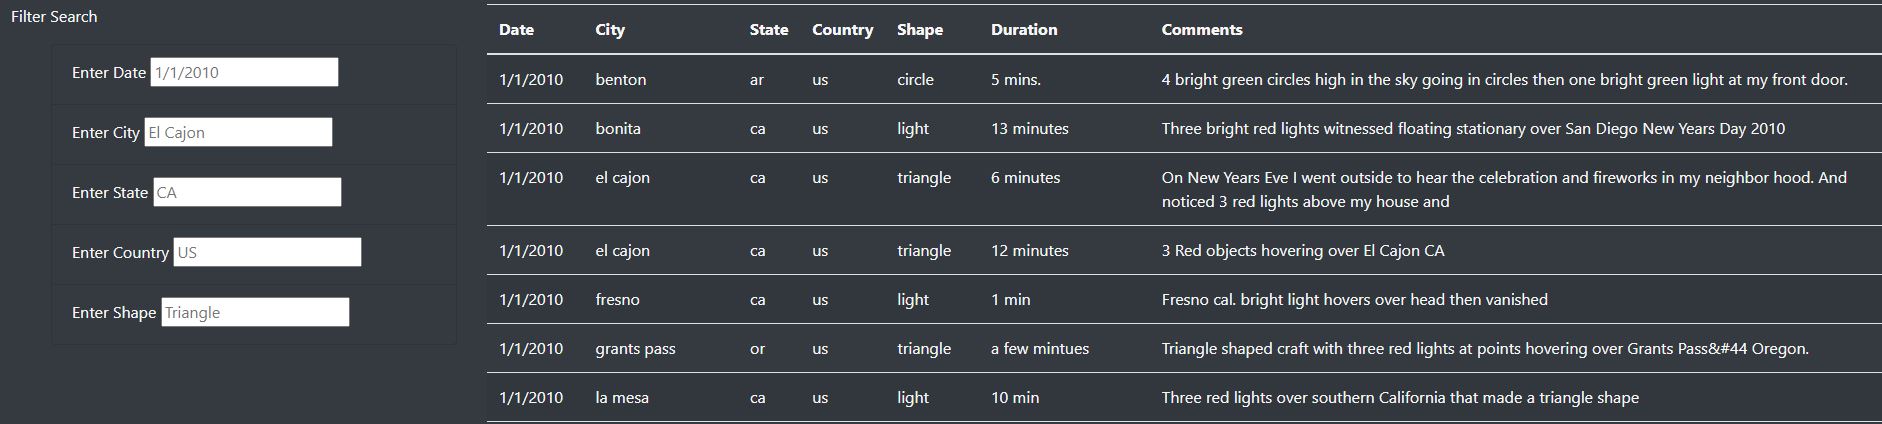 Filter Search
Enter Date 1/1/2010
Enter City El Cajon
Enter State CA
Enter Country US
Enter Shape Triangle
Date City State Country Shape Duration Comments
1/1/2010 benton ar us circle 5 mins. 4 bright green circles high in the sky going in circles then one bright green light at my front door.
1/1/2010 bonita ca us light 13 minutes Three bright red lights witnessed floating stationary over San Diego New Years Day 2010
1/1/2010 el cajon ca us triangle 6 minutes On New Years Eve I went outside to hear the celebration and fireworks in my neighbor hood. And
noticed 3 red lights above my house and
1/1/2010 el cajon ca us triangle 12 minutes 3 Red objects hovering over El Cajon CA
1/1/2010 fresno ca us light 1 min Fresno cal. bright light hovers over head then vanished
1/1/2010 grants pass or us triangle a few mintues Triangle shaped craft with three red lights at points hovering over Grants Pass&#44 Oregon.
1/1/2010 la mesa ca us light 10 min Three red lights over southern California that made a triangle shape